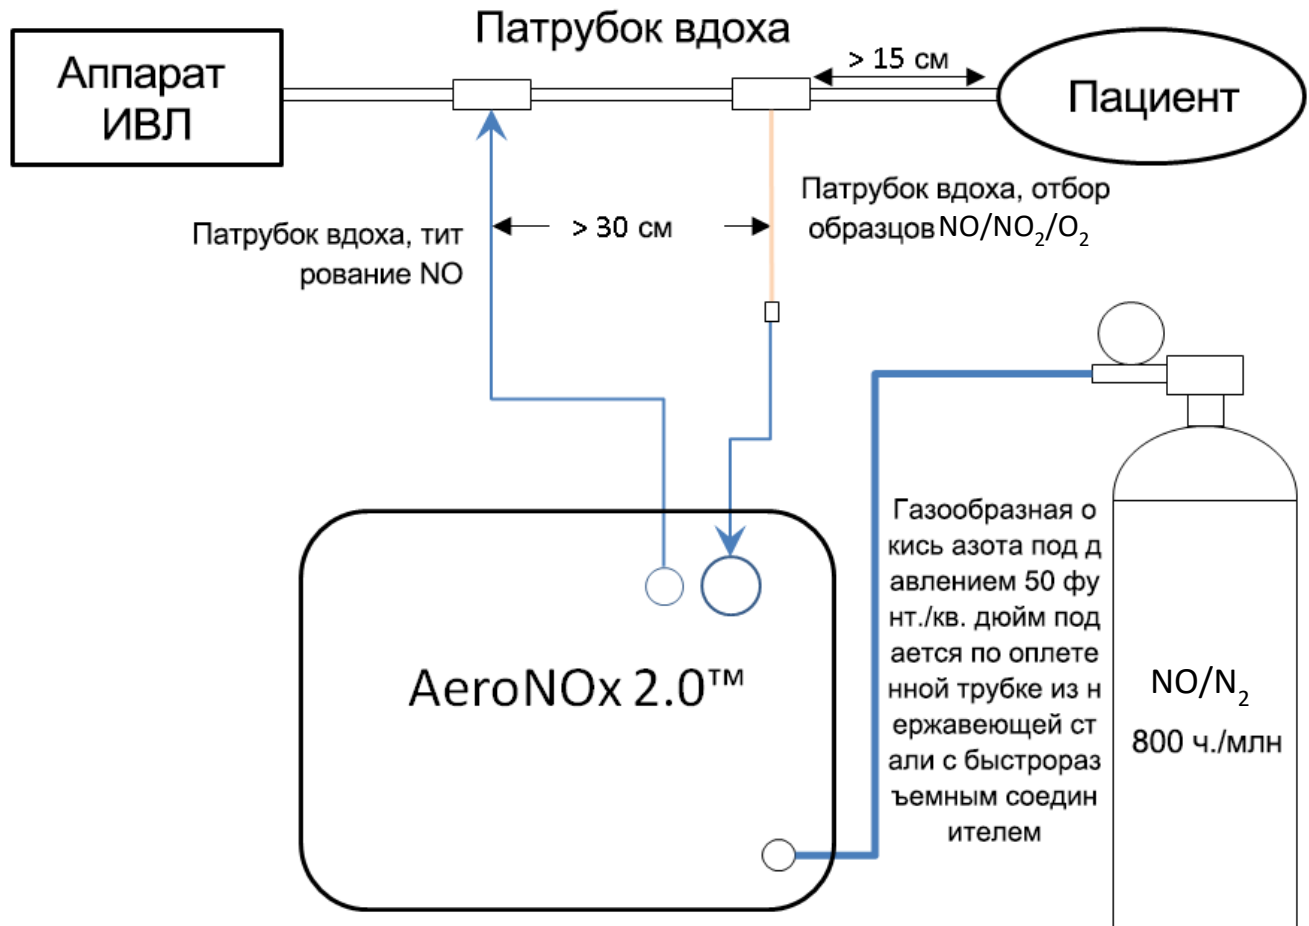 Патрубок вдоха
Аппарат
ИВЛ
> 15 см
Пациент
Патрубок вдоха, отбор
образцов NO/NO₂/O₂
Патрубок вдоха, тит
рование NO
> 30 см
Газообразная о
кись азота под д
авлением 50 фу
нт./кв. дюйм под
ается по оплете
нной трубке из н
ержавеющей ст
али с быстрораз
ъемным соедин
ителем
AeroNOx 2.0™
NO/N₂
800 ч./млн